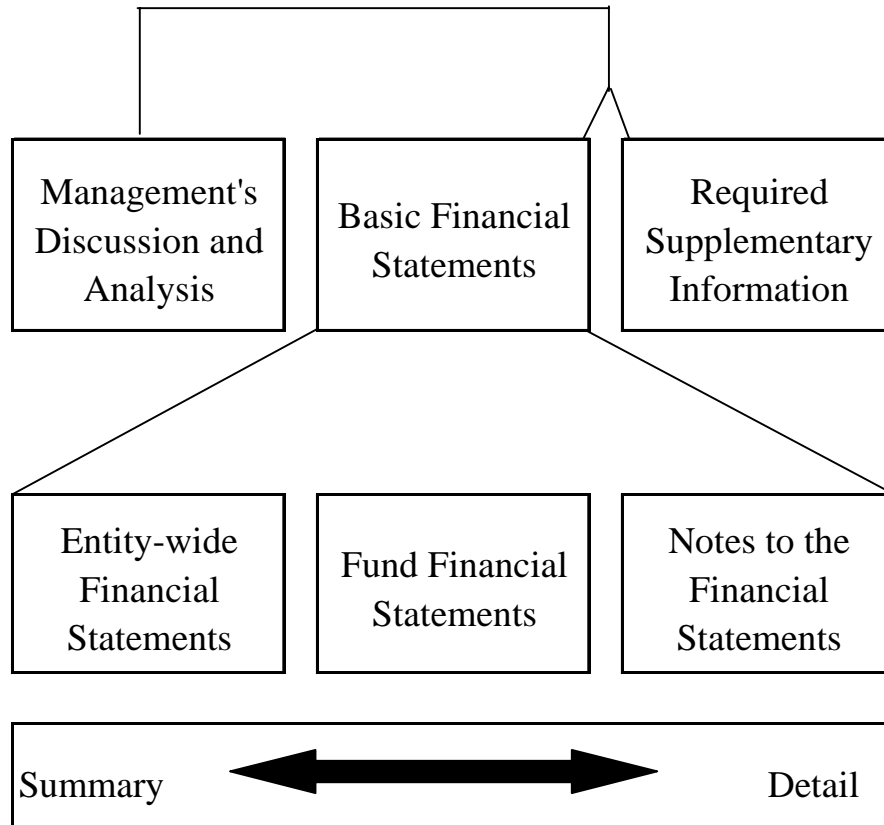 Management's
Discussion and
Analysis
Basic Financial
Statements
Required
Supplementary
Information
Entity-wide
Financial
Statements
Fund Financial
Statements
Notes to the
Financial
Statements
Summary
Detail